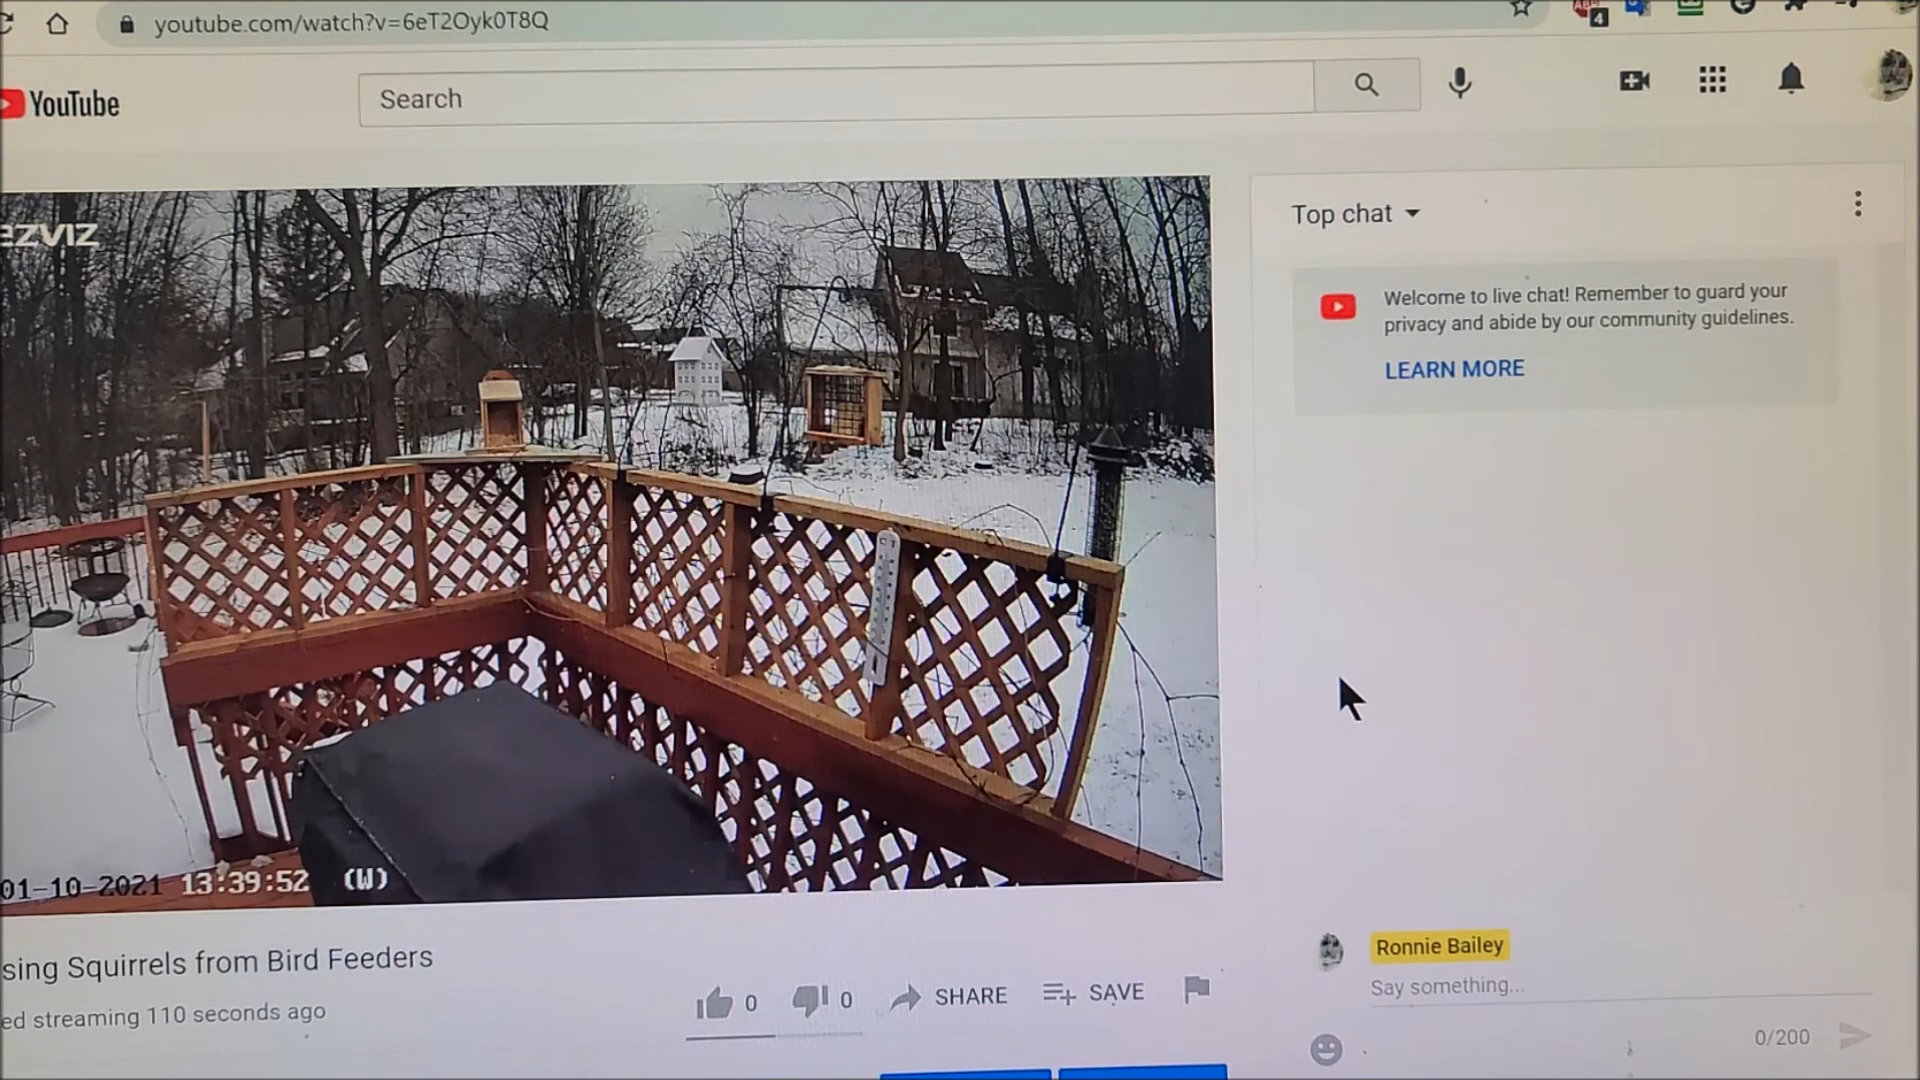 youtube.com/watch?v=6eT2Oyk0T8Q
4
YouTube
Search
ezviz
Top chat
Welcome to live chat! Remember to guard your
privacy and abide by our community guidelines.
LEARN MORE
01-10-2021 13:39:52 (W)
sing Squirrels from Bird Feeders
ed streaming 110 seconds ago
0 0 SHARE SAVE
Ronnie Bailey
Say something...
0/200